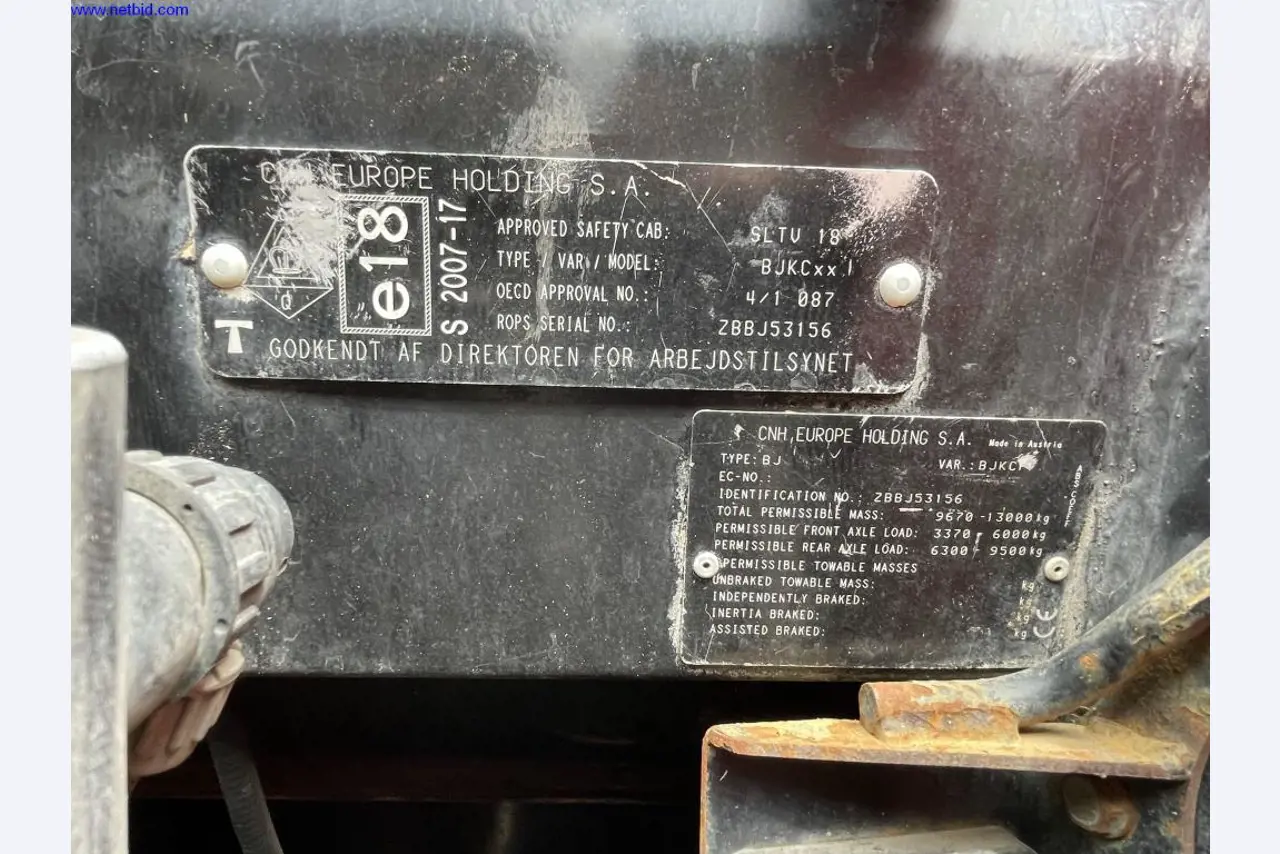 www.netbid.com
CNH EUROPE HOLDING S.A.
e18
S 2007-17
APPROVED SAFETY CAB: SLTV 18
TYPE / VAR / MODEL: BJKCxx
OECD APPROVAL NO.: 4/1 087
ROPS SERIAL NO.: ZBBJ53156
GODKENDT AF DIREKTOREN FOR ARBEJDSTILSYNET
CNH EUROPE HOLDING S.A. Made in Austria
TYPE: BJ VAR.:
EC-NO.:
IDENTIFICATION NO.: ZBBJ53156
TOTAL PERMISSIBLE MASS: 9670 - 13000 kg
PERMISSIBLE FRONT AXLE LOAD: 3370 - 6000 kg
PERMISSIBLE REAR AXLE LOAD: 6300 - 9500 kg
PERMISSIBLE TOWABLE MASSES
UNBRAKED TOWABLE MASS: kg
INDEPENDENTLY BRAKED: kg
INERTIA BRAKED: kg
ASSISTED BRAKED: kg
CE